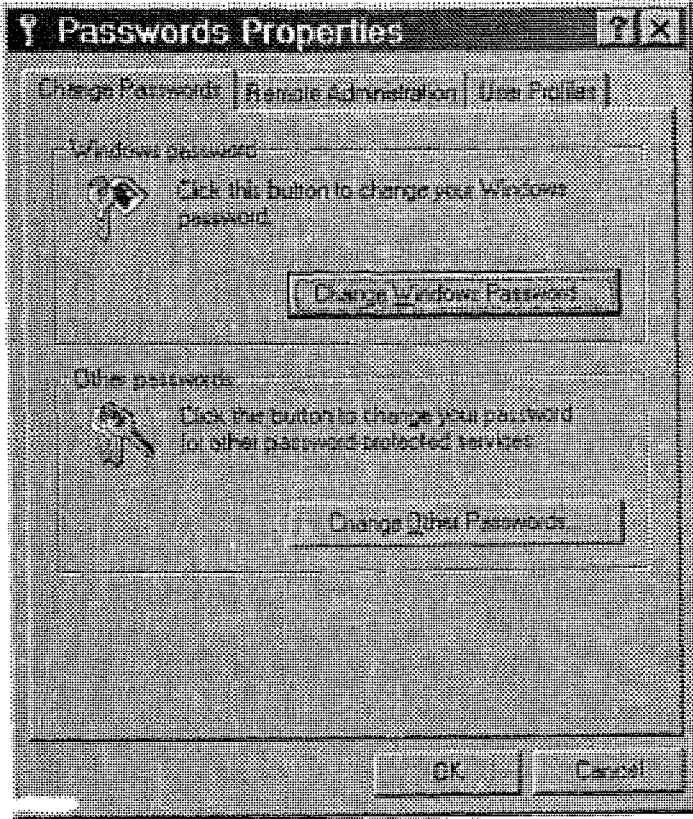 Passwords Properties
Change Passwords Remote Administration User Profiles
Windows password
Click this button to change your Windows
password.
Change Windows Password...
Other passwords
Click this button to change your password
for other password protected services.
Change Other Passwords...
OK Cancel